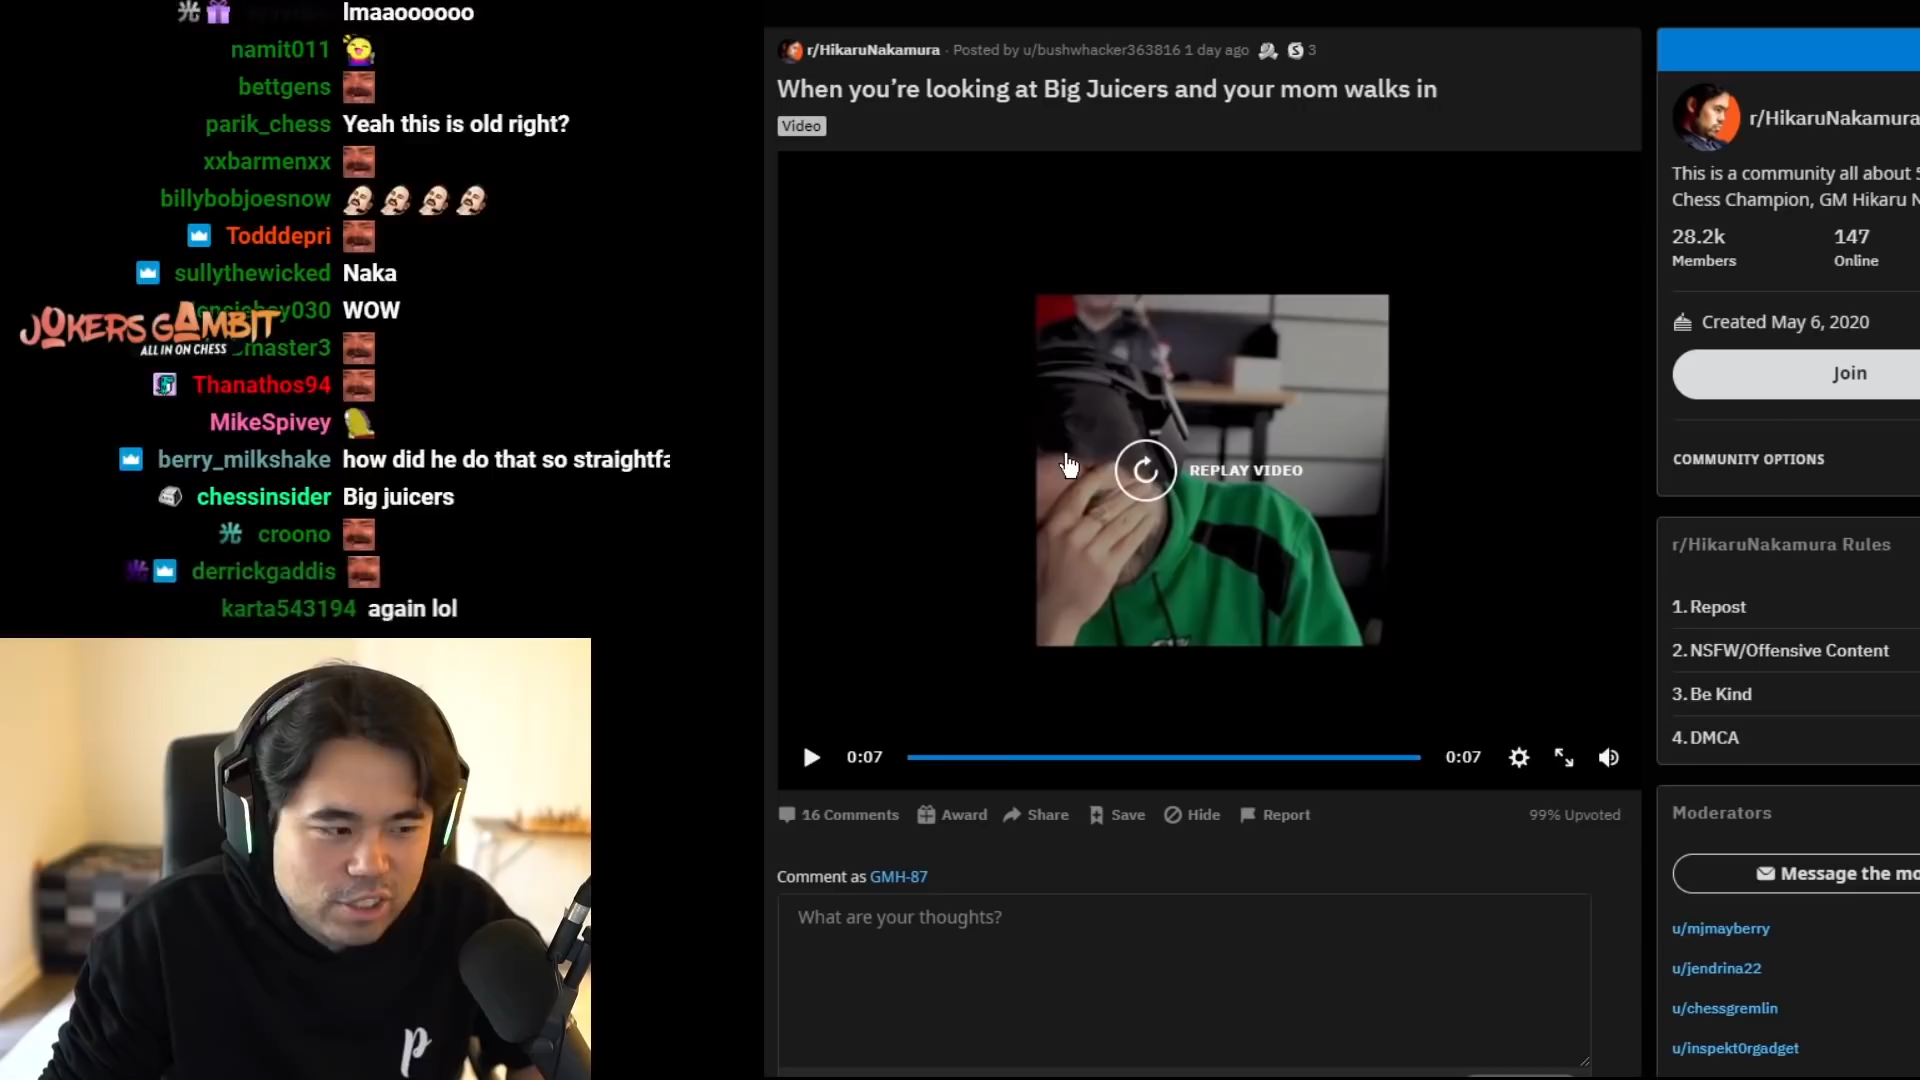 lmaaoooooo
namit011
bettgens
parik_chess Yeah this is old right?
xxbarmenxx
billybobjoesnow
Todddepri
sullythewicked Naka
030 WOW
master3
Thanathos94
MikeSpivey
berry_milkshake how did he do that so straightfa
chessinsider Big juicers
croono
derrickgaddis
karta543194 again lol
JOKERS GAMBIT
ALL IN ON CHESS
r/HikaruNakamura · Posted by u/bushwhacker363816 1 day ago S 3
When you’re looking at Big Juicers and your mom walks in
Video
REPLAY VIDEO
0:07 0:07
16 Comments Award Share Save Hide Report 99% Upvoted
Comment as GMH-87
What are your thoughts?
r/HikaruNakamura
This is a community all about 5
Chess Champion, GM Hikaru N
28.2k 147
Members Online
Created May 6, 2020
Join
COMMUNITY OPTIONS
r/HikaruNakamura Rules
1. Repost
2. NSFW/Offensive Content
3. Be Kind
4. DMCA
Moderators
Message the mo
u/mjmayberry
u/jendrina22
u/chessgremlin
u/inspekt0rgadget
p